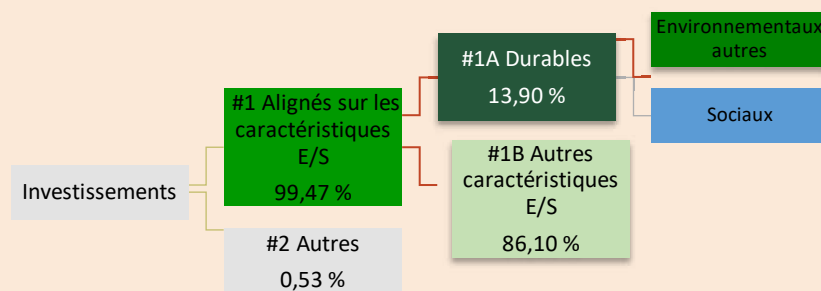 Investissements
#1 Alignés sur les
caractéristiques
E/S
99,47 %
#2 Autres
0,53 %
#1A Durables
13,90 %
#1B Autres
caractéristiques
E/S
86,10 %
Environnementaux
autres
Sociaux